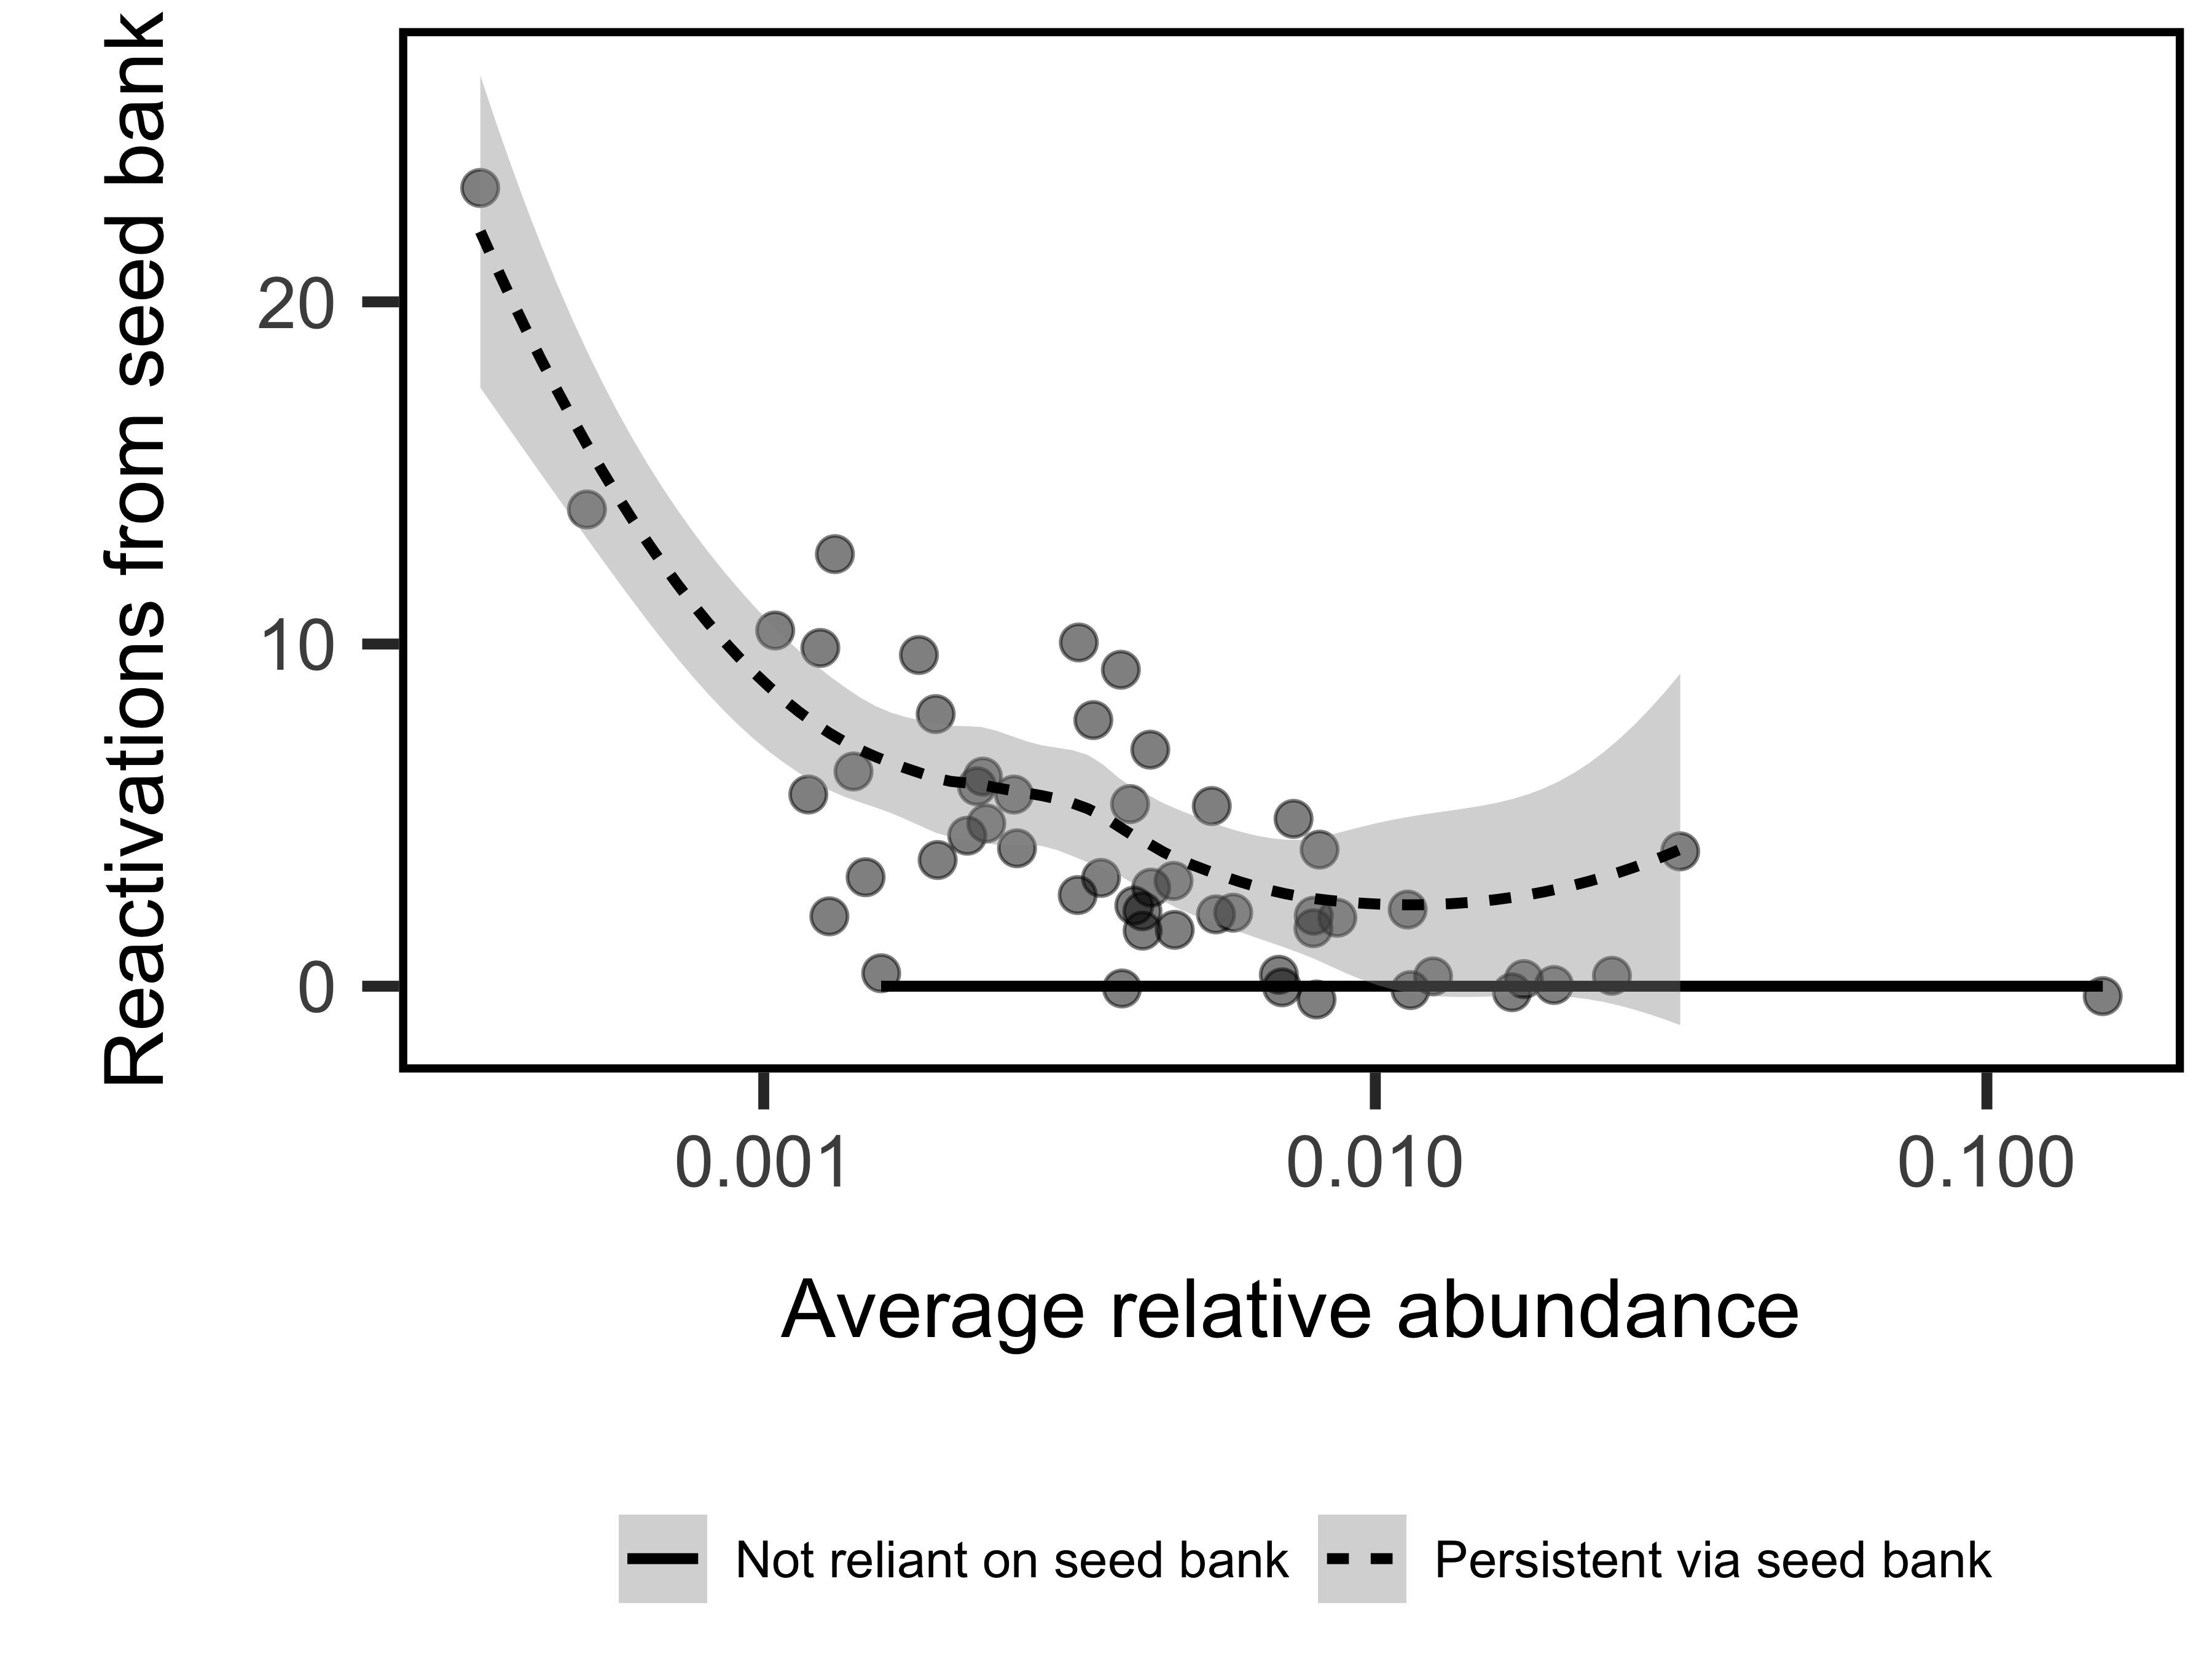 Reactivations from seed bank
20
10
0
0.001 0.010 0.100
Average relative abundance
Not reliant on seed bank Persistent via seed bank